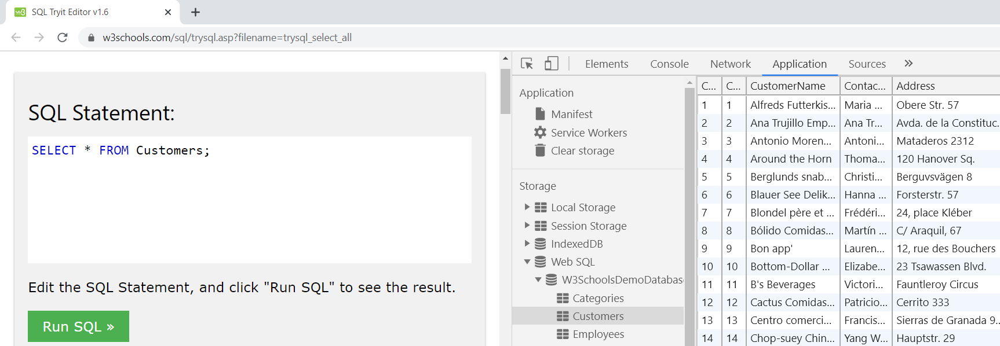 SQL Tryit Editor v1.6
w3schools.com/sql/trysql.asp?filename=trysql_select_all
SQL Statement:
SELECT * FROM Customers;
Edit the SQL Statement, and click "Run SQL" to see the result.
Run SQL »
Elements Console Network Application Sources »
Application
Manifest
Service Workers
Clear storage
Storage
Local Storage
Session Storage
IndexedDB
Web SQL
W3SchoolsDemoDatabas
Categories
Customers
Employees
C... C... CustomerName Contac... Address
1 1 Alfreds Futterkis... Maria ... Obere Str. 57
2 2 Ana Trujillo Emp... Ana Tr... Avda. de la Constituc.
3 3 Antonio Moren... Antoni... Mataderos 2312
4 4 Around the Horn Thoma... 120 Hanover Sq.
5 5 Berglunds snab... Christi... Berguvsvägen 8
6 6 Blauer See Delik... Hanna ... Forsterstr. 57
7 7 Blondel père et ... Frédéri... 24, place Kléber
8 8 Bólido Comidas... Martín ... C/ Araquil, 67
9 9 Bon app' Lauren... 12, rue des Bouchers
10 10 Bottom-Dollar ... Elizabe... 23 Tsawassen Blvd.
11 11 B's Beverages Victori... Fauntleroy Circus
12 12 Cactus Comidas... Patricio... Cerrito 333
13 13 Centro comerci... Francis... Sierras de Granada 9..
14 14 Chop-suey Chin... Yang W... Hauptstr. 29